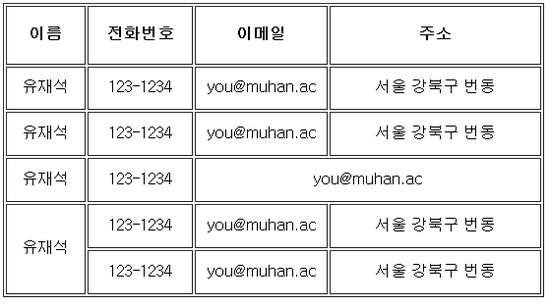 이름 전화번호 이메일 주소
유재석 123-1234 you@muhan.ac 서울 강북구 번동
유재석 123-1234 you@muhan.ac 서울 강북구 번동
유재석 123-1234 you@muhan.ac
유재석 123-1234 you@muhan.ac 서울 강북구 번동
123-1234 you@muhan.ac 서울 강북구 번동